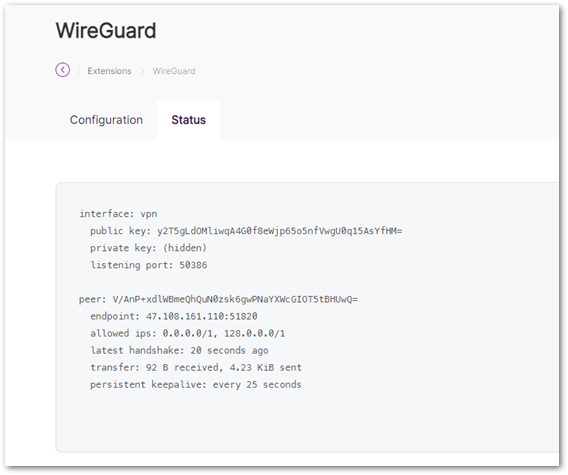 WireGuard
Extensions > WireGuard
Configuration Status
interface: vpn
public key: y2T5gLdOMliwqA4G0f8eWjp65o5nfVwgU0q15AsYfHM=
private key: (hidden)
listening port: 50386
peer: V/AnP+xdlWBmeQhQuN0zsk6gwPNaYXWcGIOT5tBHUwQ=
endpoint: 47.108.161.110:51820
allowed ips: 0.0.0.0/1, 128.0.0.0/1
latest handshake: 20 seconds ago
transfer: 92 B received, 4.23 KiB sent
persistent keepalive: every 25 seconds